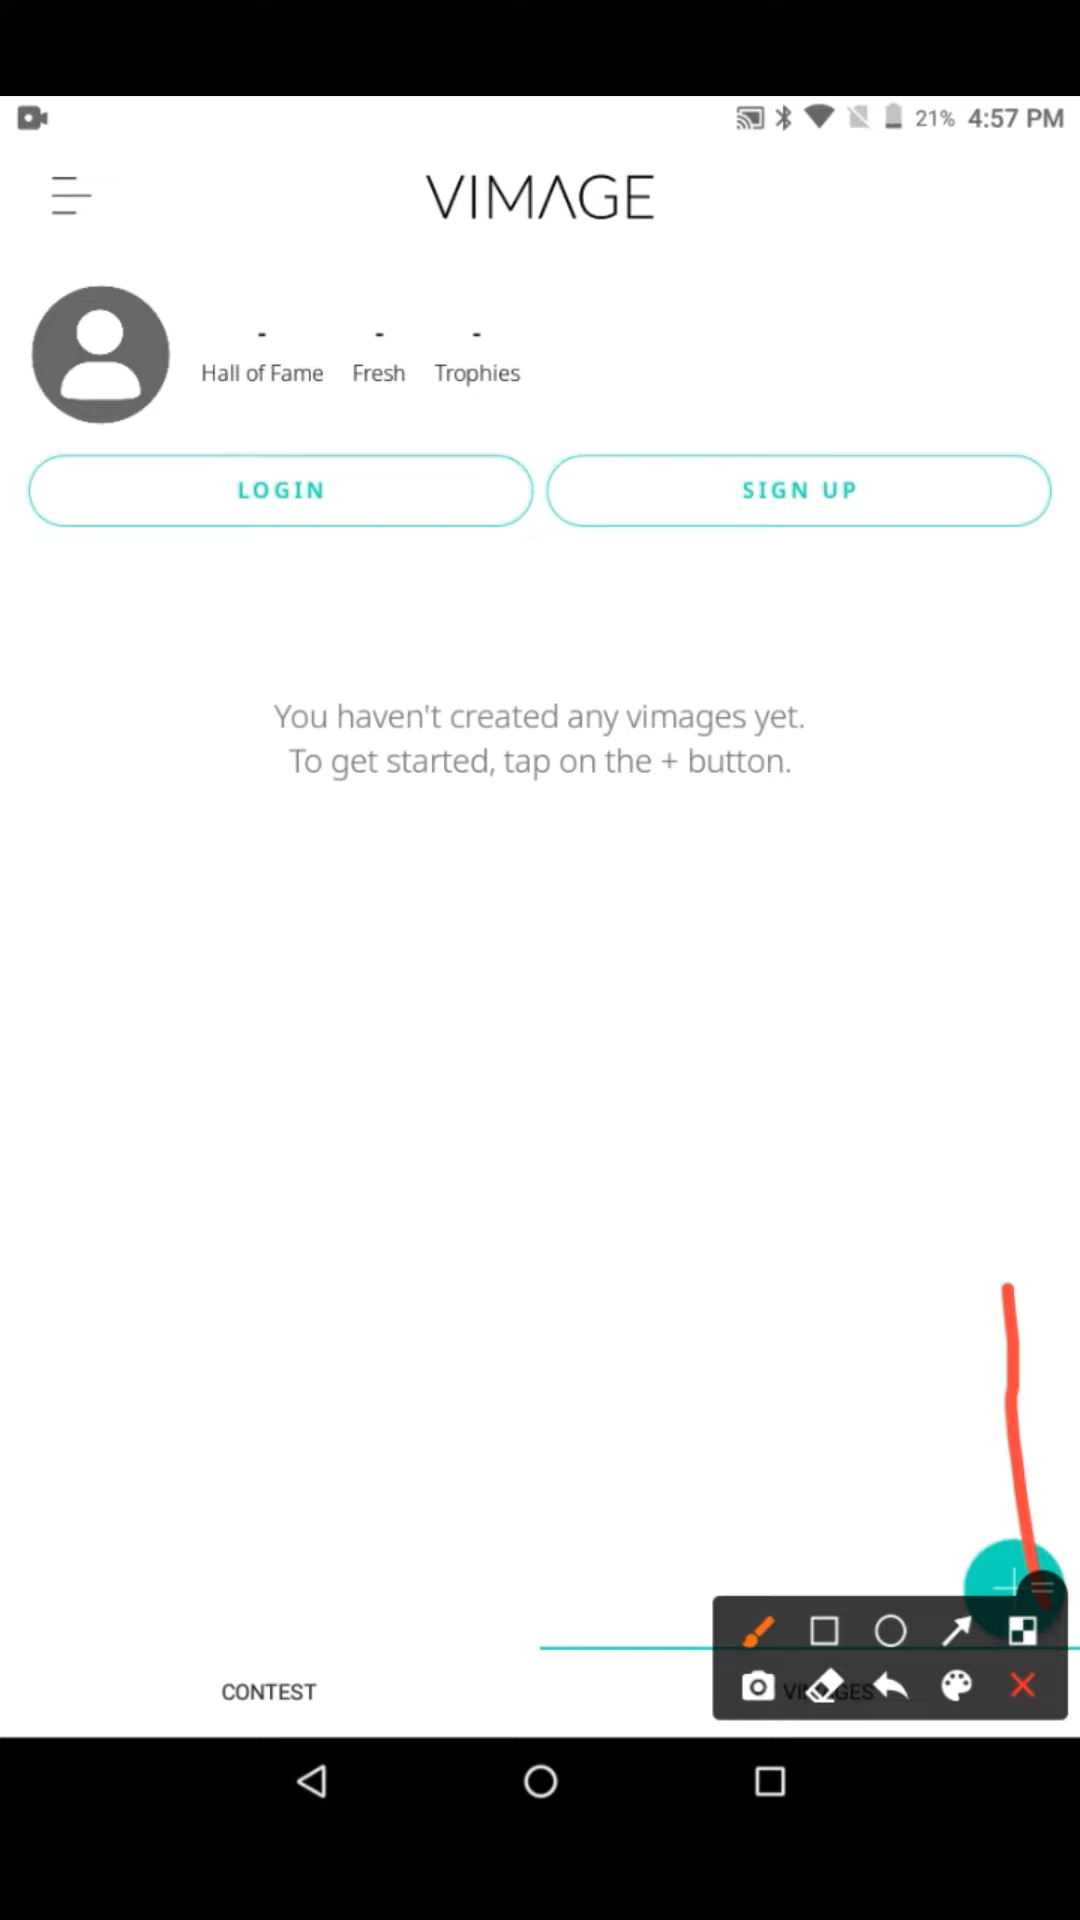 21% 4:57 PM
VIMAGE
- - -
Hall of Fame Fresh Trophies
LOGIN SIGN UP
You haven't created any vimages yet.
To get started, tap on the + button.
CONTEST VIMAGES